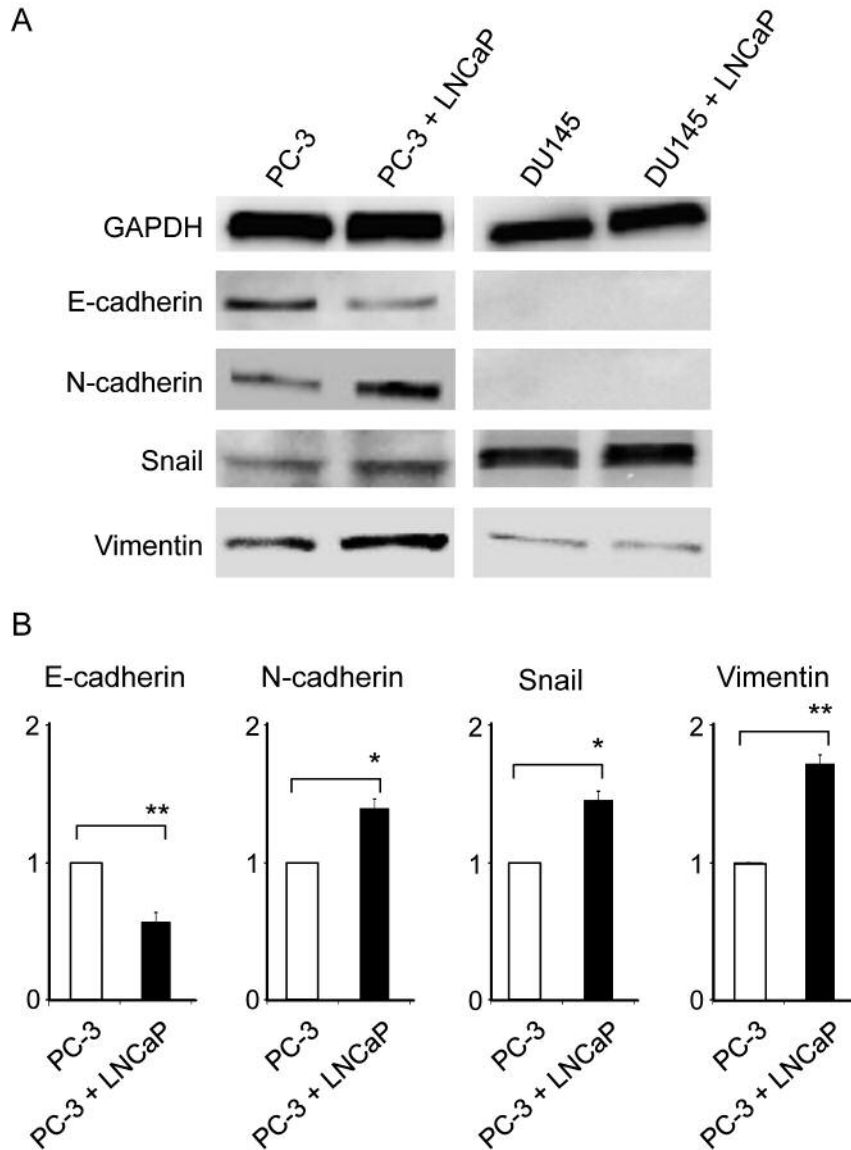 A
PC-3 PC-3 + LNCaP DU145 DU145 + LNCaP
GAPDH
E-cadherin
N-cadherin
Snail
Vimentin
B
E-cadherin N-cadherin Snail Vimentin
2 2 2 2
** * * **
1 1 1 1
0 0 0 0
PC-3 PC-3 + LNCaP PC-3 PC-3 + LNCaP PC-3 PC-3 + LNCaP PC-3 PC-3 + LNCaP